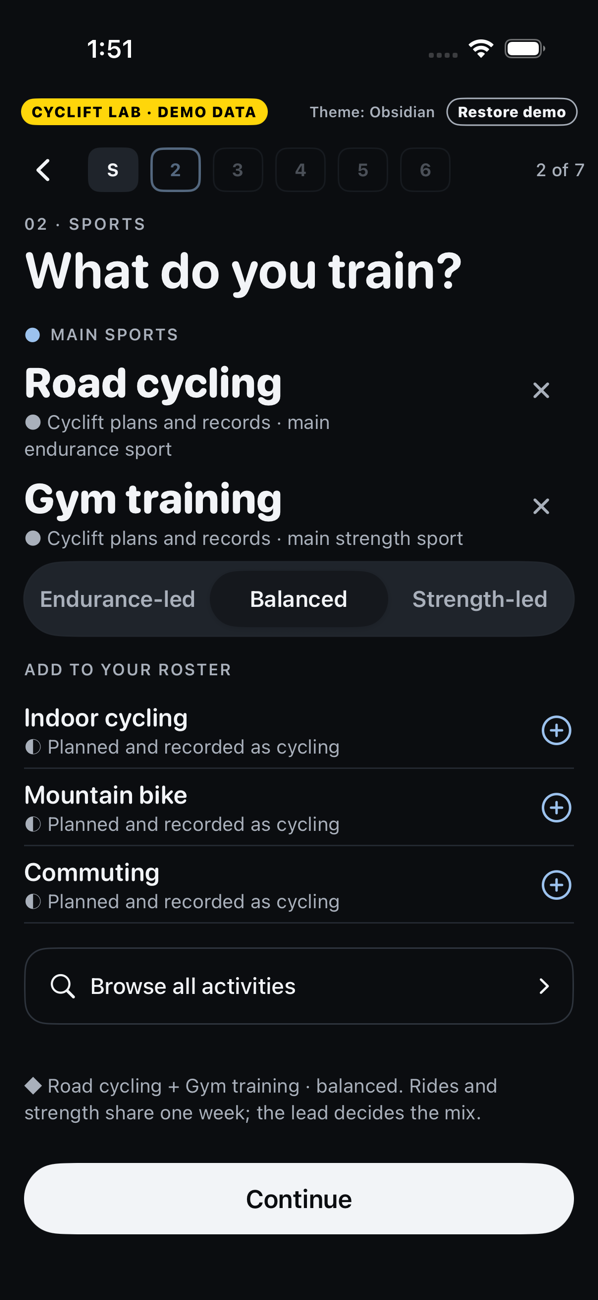 1:51
CYCLIFT LAB · DEMO DATA
Theme: Obsidian
Restore demo
S 2 3 4 5 6
2 of 7
02 · SPORTS
What do you train?
MAIN SPORTS
Road cycling
Cyclift plans and records · main
endurance sport
Gym training
Cyclift plans and records · main strength sport
Endurance-led Balanced Strength-led
ADD TO YOUR ROSTER
Indoor cycling
Planned and recorded as cycling
Mountain bike
Planned and recorded as cycling
Commuting
Planned and recorded as cycling
Browse all activities
Road cycling + Gym training · balanced. Rides and
strength share one week; the lead decides the mix.
Continue